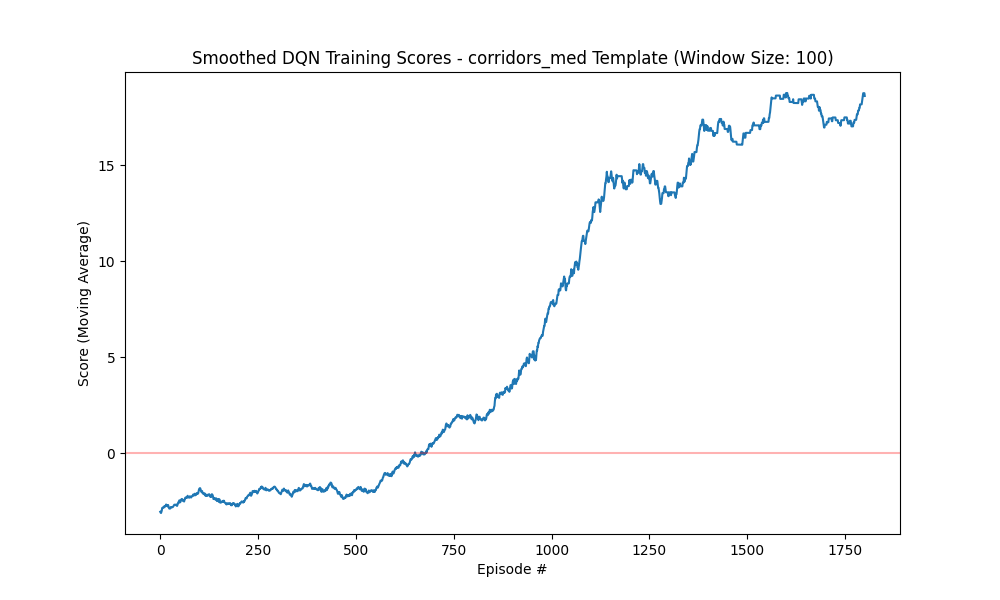 Smoothed DQN Training Scores - corridors_med Template (Window Size: 100)
Score (Moving Average)
15
10
5
0
0 250 500 750 1000 1250 1500 1750
Episode #